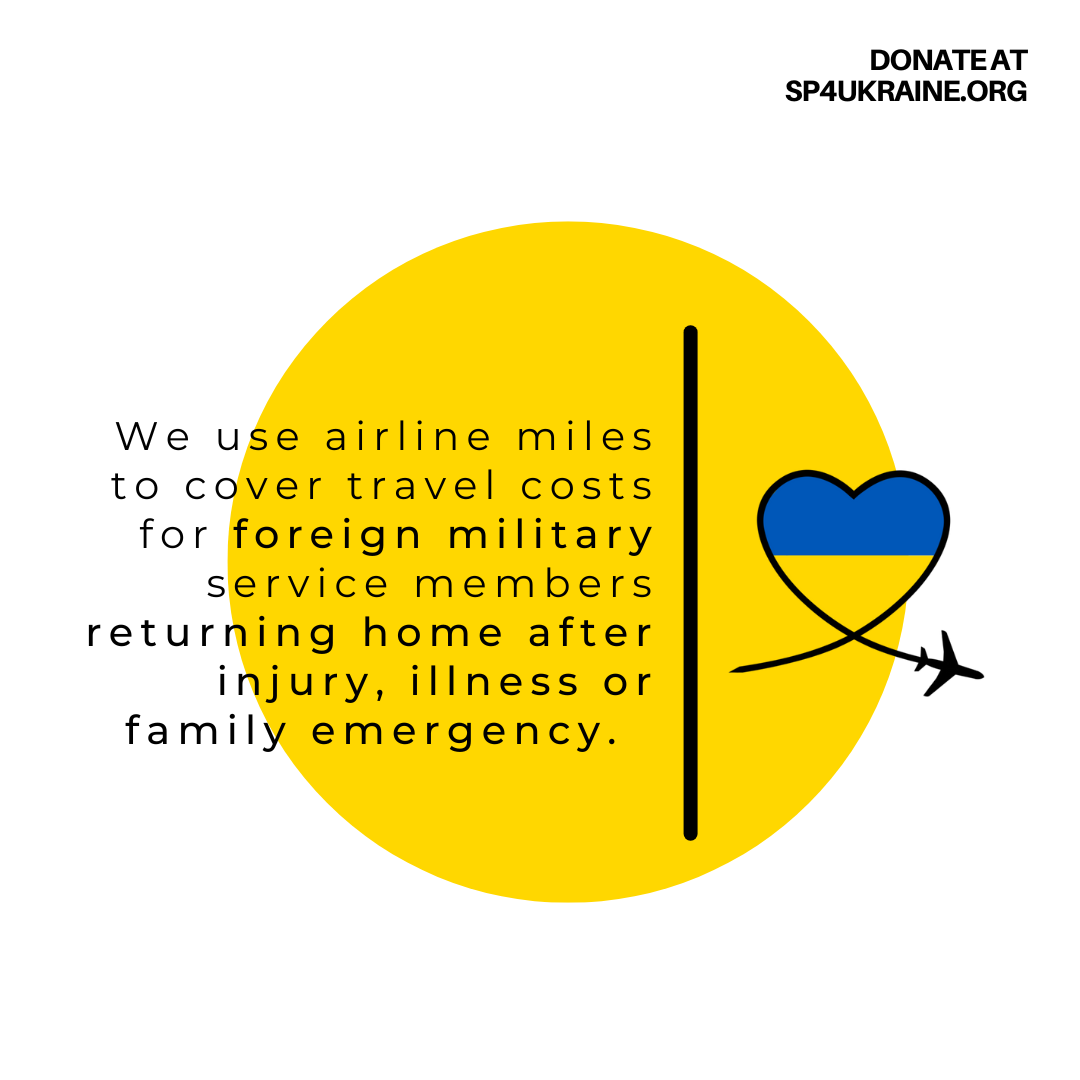 DONATE AT
SP4UKRAINE.ORG
We use airline miles
to cover travel costs
for foreign military
service members
returning home after
injury, illness or
family emergency.